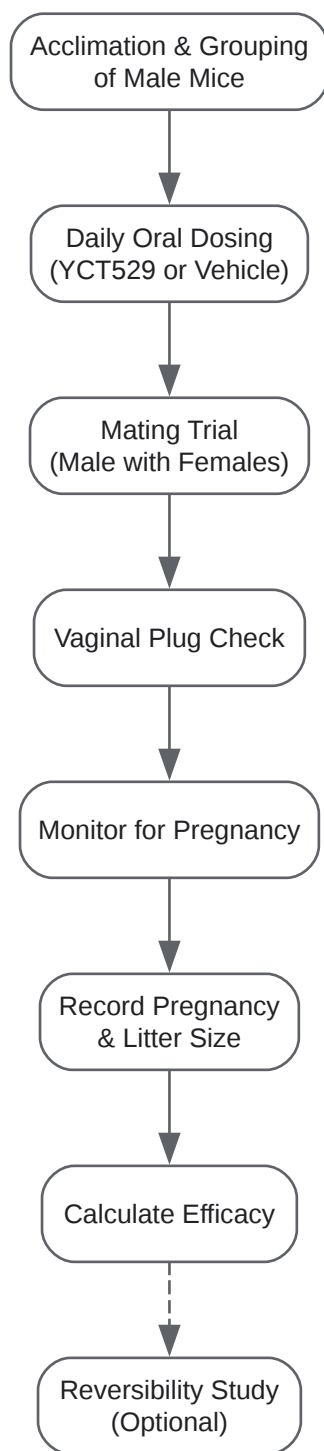 Acclimation & Grouping
of Male Mice
Daily Oral Dosing
(YCT529 or Vehicle)
Mating Trial
(Male with Females)
Vaginal Plug Check
Monitor for Pregnancy
Record Pregnancy
& Litter Size
Calculate Efficacy
Reversibility Study
(Optional)